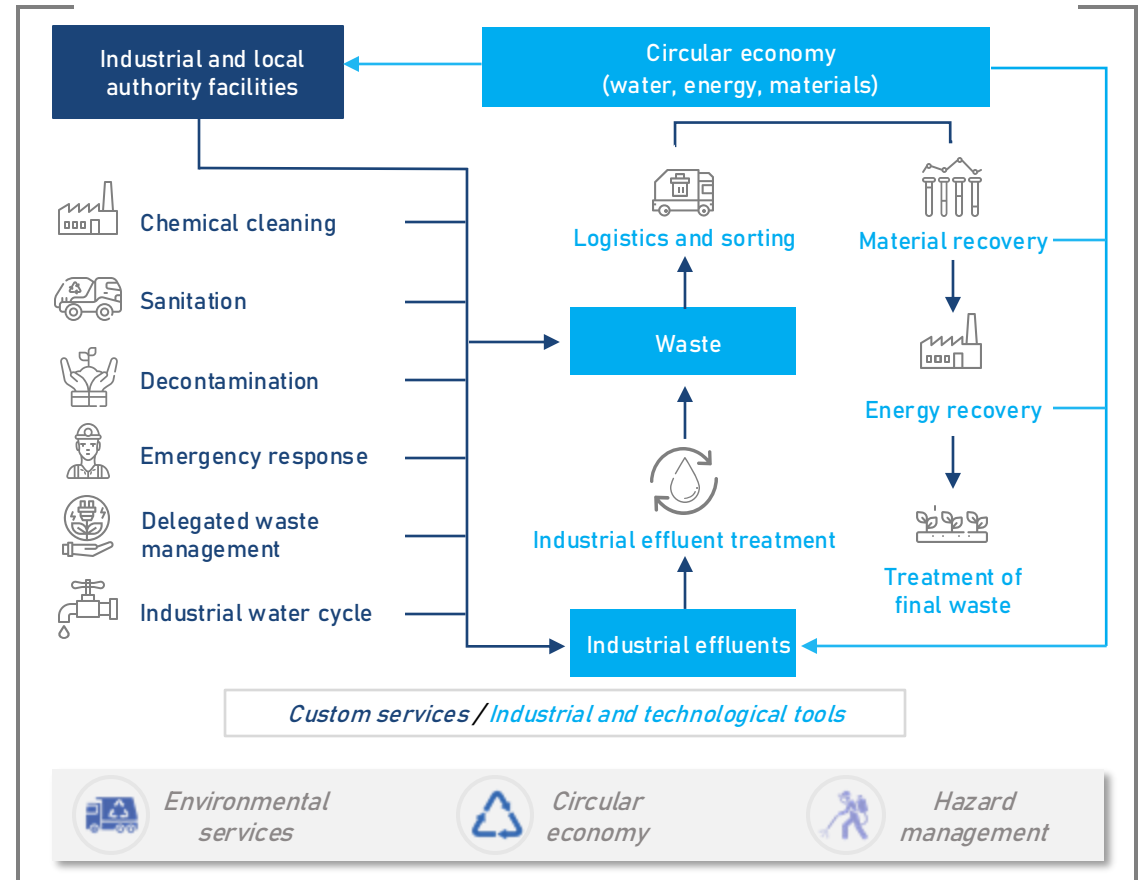 Industrial and local
authority facilities
Circular economy
(water, energy, materials)
Chemical cleaning
Sanitation
Decontamination
Emergency response
Delegated waste
management
Industrial water cycle
Logistics and sorting
Material recovery
Waste
Energy recovery
Industrial effluent treatment
Treatment of
final waste
Industrial effluents
Custom services / Industrial and technological tools
Environmental
services
Circular
economy
Hazard
management